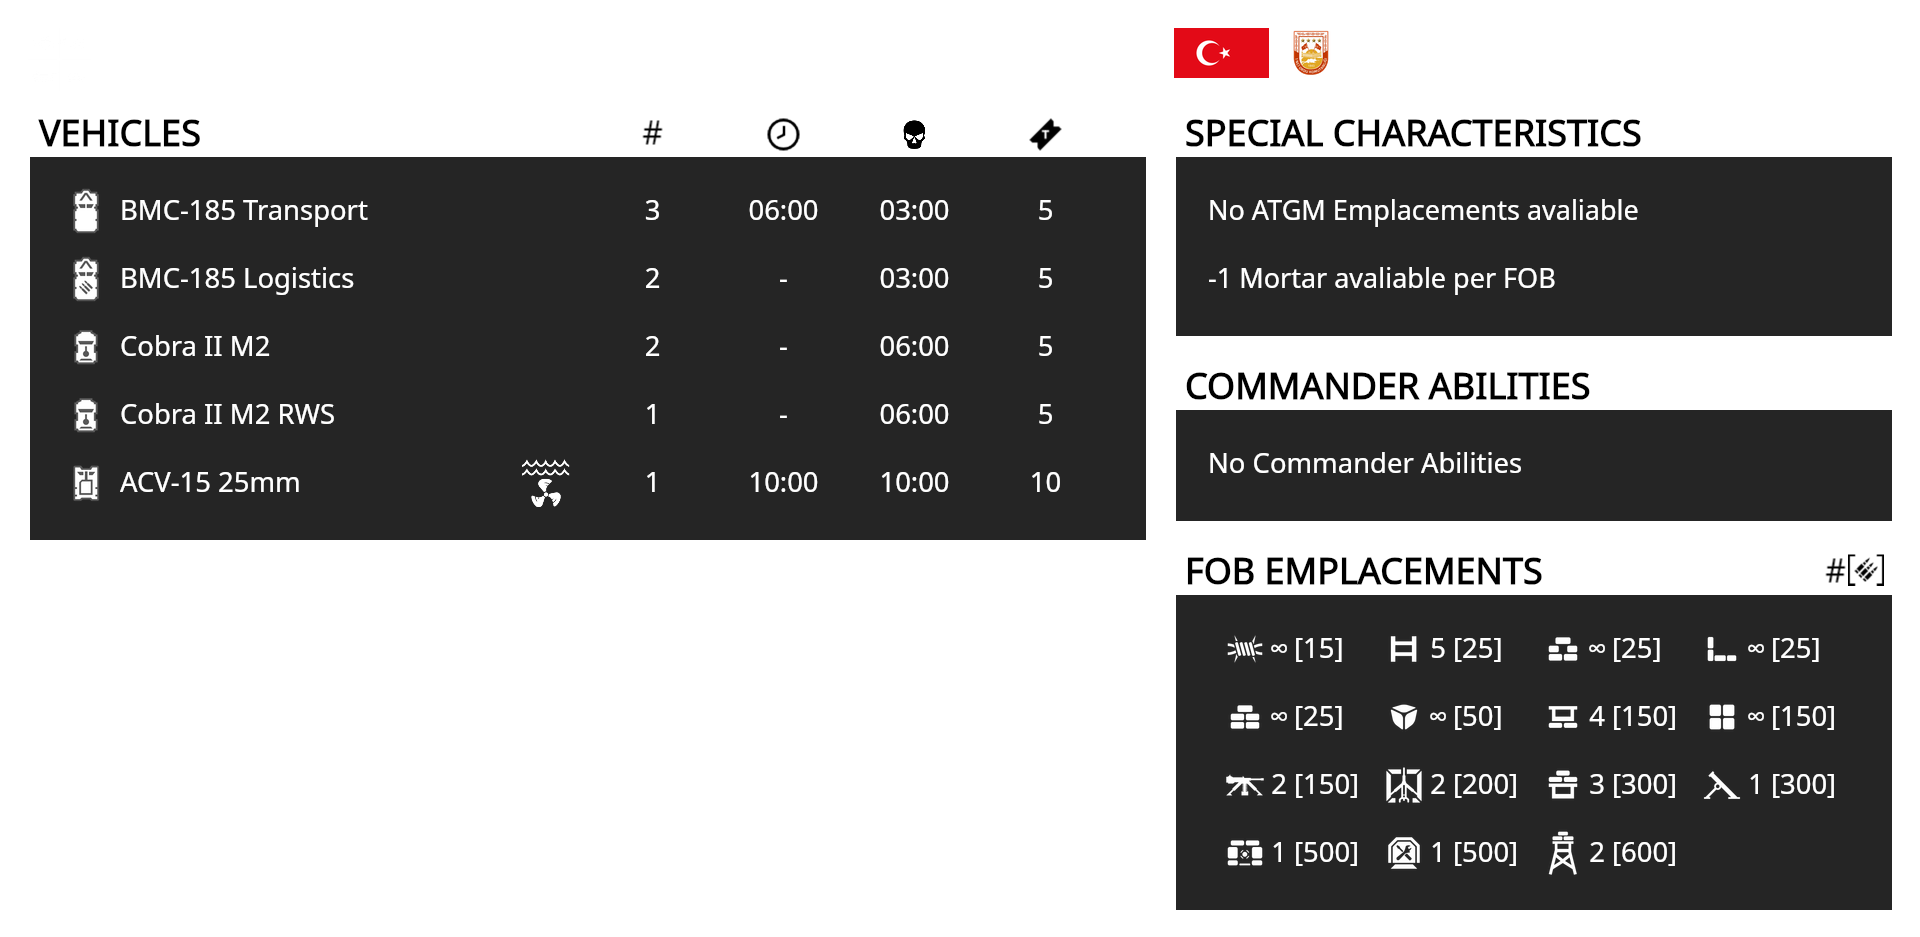 VEHICLES #
BMC-185 Transport 3 06:00 03:00 5
BMC-185 Logistics 2 - 03:00 5
Cobra II M2 2 - 06:00 5
Cobra II M2 RWS 1 - 06:00 5
ACV-15 25mm 1 10:00 10:00 10
SPECIAL CHARACTERISTICS
No ATGM Emplacements avaliable
-1 Mortar avaliable per FOB
COMMANDER ABILITIES
No Commander Abilities
FOB EMPLACEMENTS #[ ]
∞ [15] 5 [25] ∞ [25] ∞ [25]
∞ [25] ∞ [50] 4 [150] ∞ [150]
2 [150] 2 [200] 3 [300] 1 [300]
1 [500] 1 [500] 2 [600]